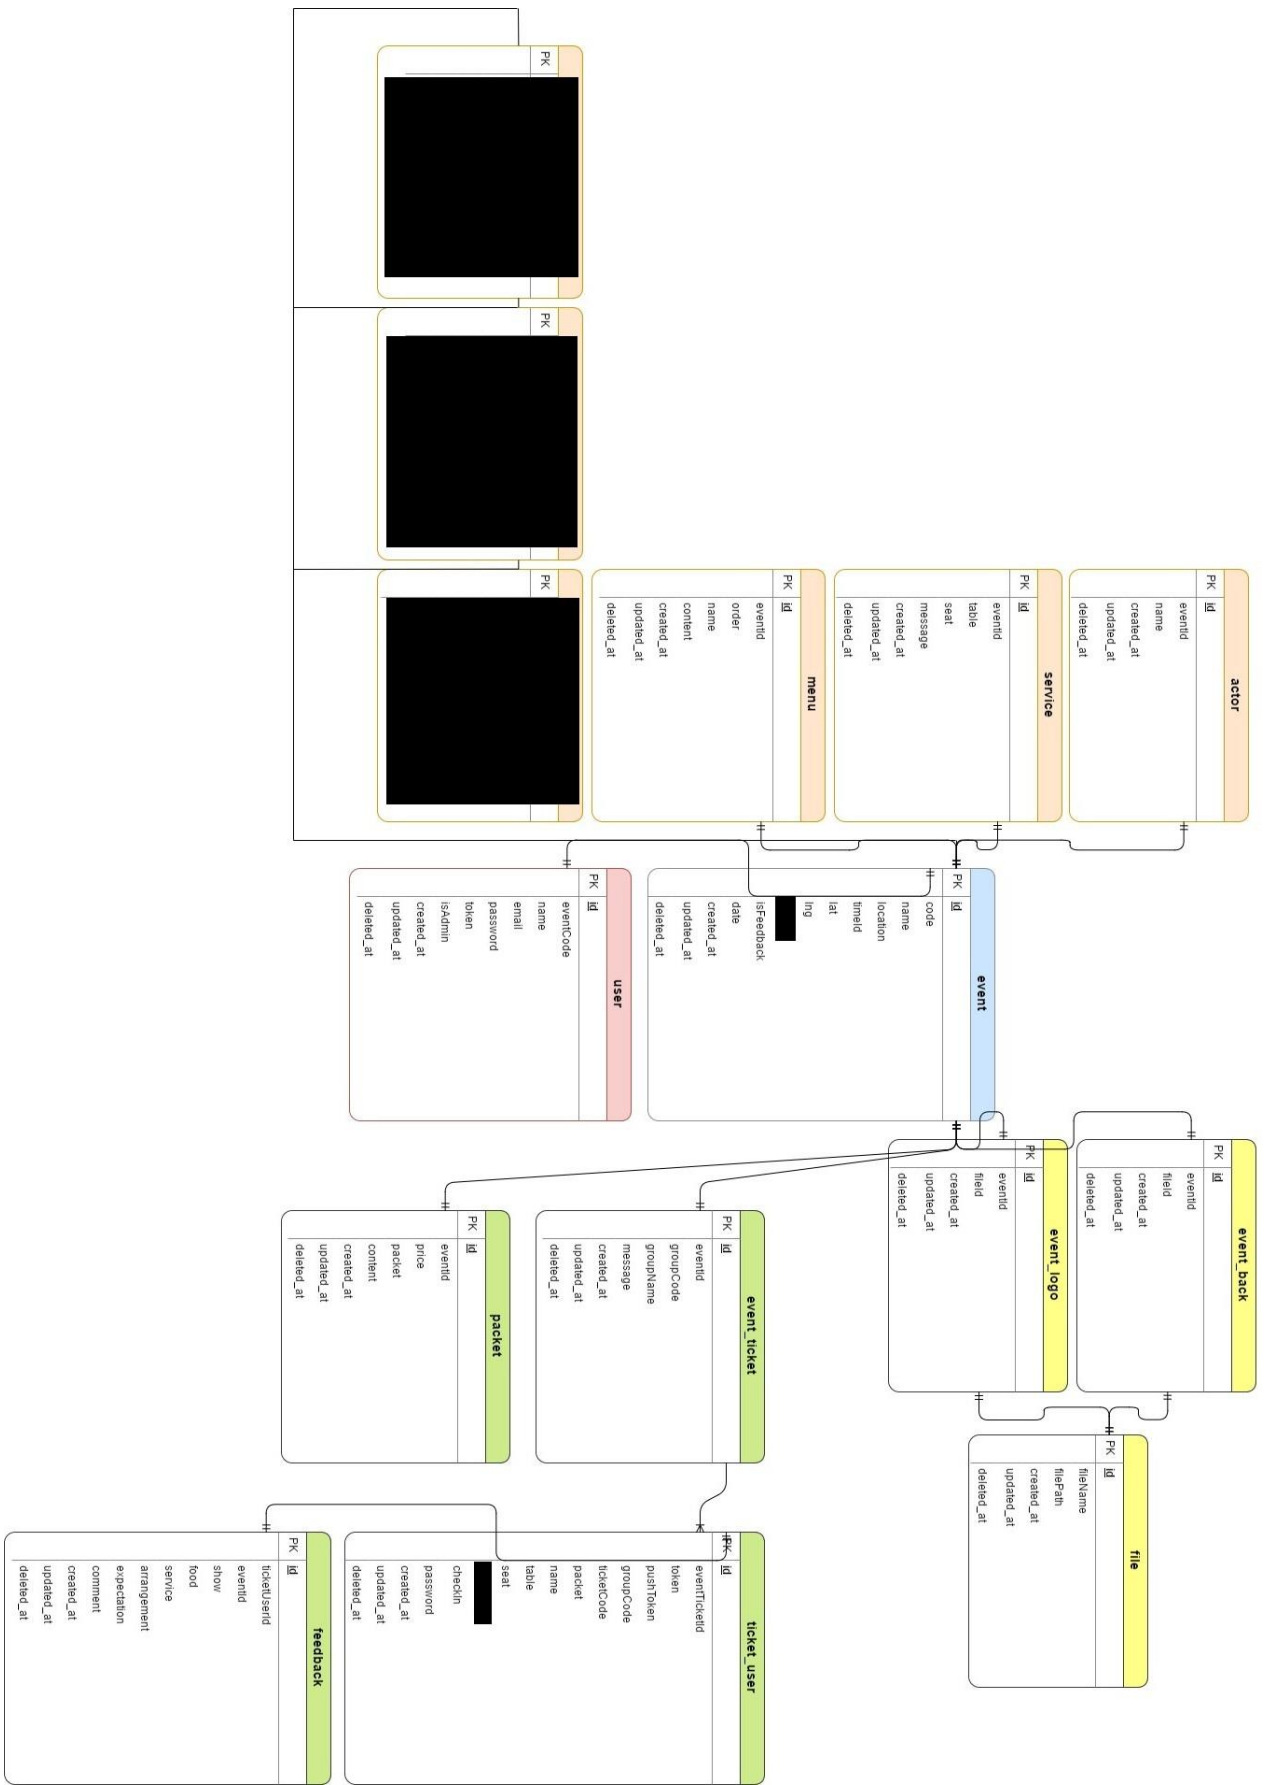 PK
PK
PK
actor
PK
id
eventId
name
created_at
updated_at
deleted_at
service
PK
id
eventId
table
seat
message
created_at
updated_at
deleted_at
menu
PK
id
eventId
order
name
content
created_at
updated_at
deleted_at
event
PK
id
code
name
location
timeId
lat
lng
isFeedback
date
created_at
updated_at
deleted_at
user
PK
id
eventCode
name
email
password
token
isAdmin
created_at
updated_at
deleted_at
event_back
PK
id
eventId
fileId
created_at
updated_at
deleted_at
event_logo
PK
id
eventId
fileId
created_at
updated_at
deleted_at
event_ticket
PK
id
eventId
groupCode
groupName
message
created_at
updated_at
deleted_at
packet
PK
id
eventId
price
packet
content
created_at
updated_at
deleted_at
file
PK
id
fileName
filePath
created_at
updated_at
deleted_at
ticket_user
PK
id
eventTicketId
token
pushToken
groupCode
ticketCode
packet
name
table
seat
checkIn
password
created_at
updated_at
deleted_at
feedback
PK
id
ticketUserId
eventId
show
food
service
arrangement
expectation
comment
created_at
updated_at
deleted_at